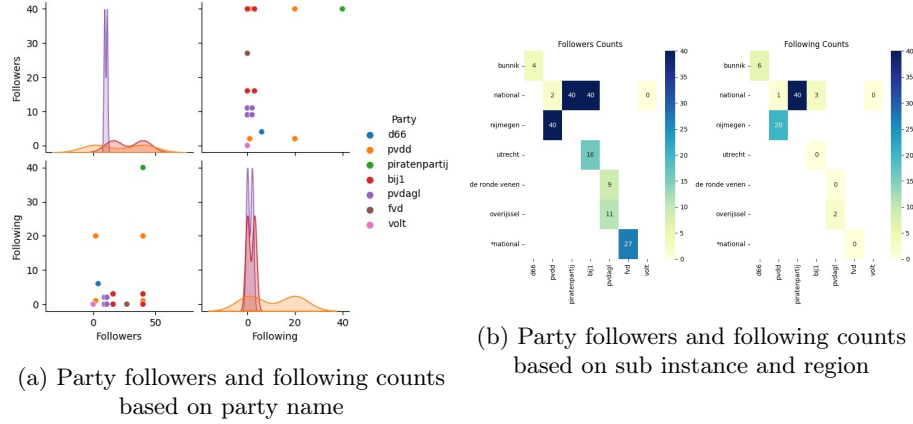 40
30
20
10
0
Followers
40
30
20
10
0
Following
0
50
Followers
0
20
40
Following
Party
d66
pvdd
piratenpartij
bij1
pvdagl
fvd
volt
(a) Party followers and following counts
based on party name
Followers Counts
bunnik
national
nijmegen
utrecht
de ronde venen
overijssel
*national
4
2 40 40 0
40
16
9
11
27
d66 pvdd piratenpartij bij1 pvdagl fvd volt
40
35
30
25
20
15
10
5
0
Following Counts
bunnik
national
nijmegen
utrecht
de ronde venen
overijssel
*national
6
1 40 3 0
20
0
0
2
0
d66 pvdd piratenpartij bij1 pvdagl fvd volt
40
35
30
25
20
15
10
5
0
(b) Party followers and following counts
based on sub instance and region